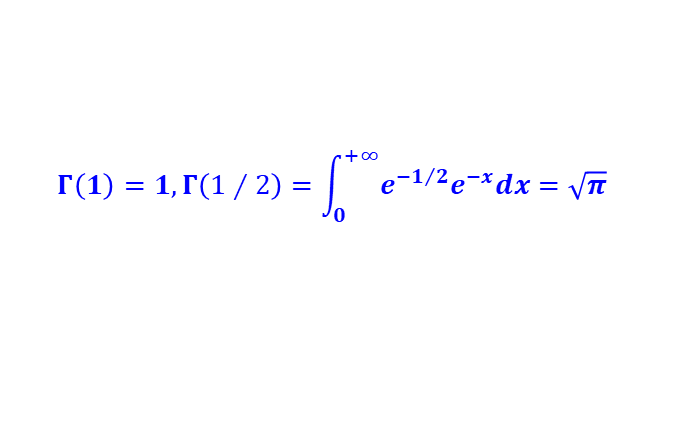 Γ(1) = 1, Γ(1 / 2) = ∫₀^{+∞} e^{-1/2} e^{-x} dx = √π